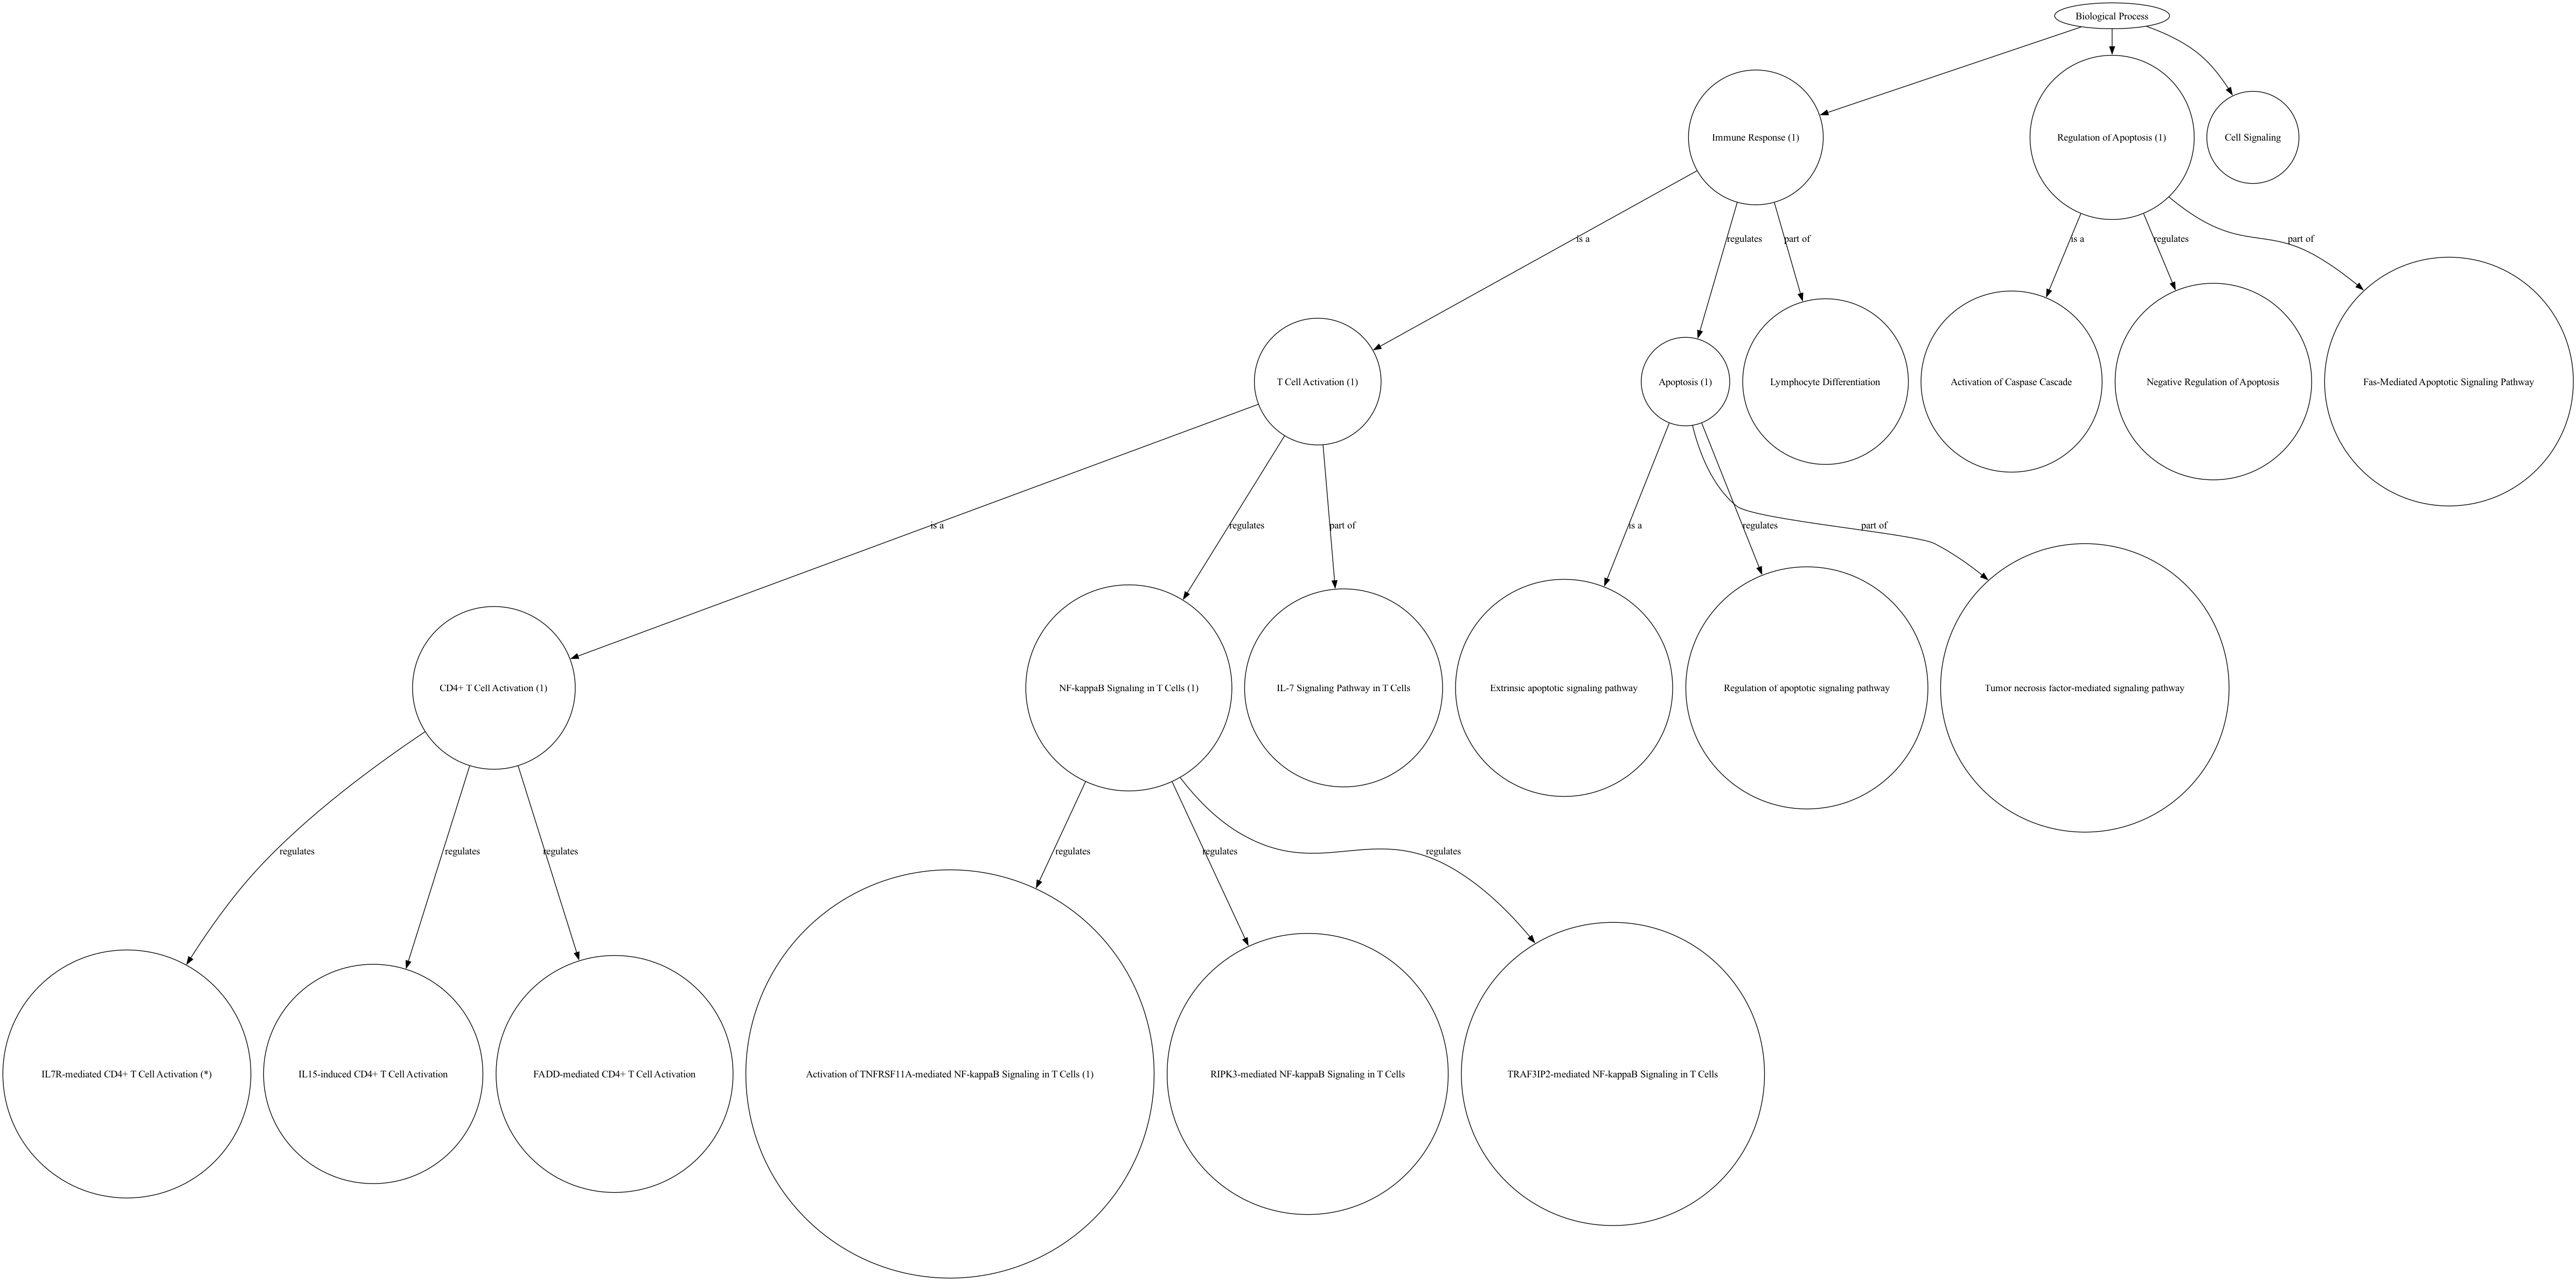 Biological Process
Immune Response (1)
Regulation of Apoptosis (1)
Cell Signaling
is a
regulates
part of
is a
regulates
part of
T Cell Activation (1)
Apoptosis (1)
Lymphocyte Differentiation
Activation of Caspase Cascade
Negative Regulation of Apoptosis
Fas-Mediated Apoptotic Signaling Pathway
is a
regulates
part of
is a
regulates
part of
CD4+ T Cell Activation (1)
NF-kappaB Signaling in T Cells (1)
IL-7 Signaling Pathway in T Cells
Extrinsic apoptotic signaling pathway
Regulation of apoptotic signaling pathway
Tumor necrosis factor-mediated signaling pathway
regulates
regulates
regulates
regulates
regulates
regulates
IL7R-mediated CD4+ T Cell Activation (*)
IL15-induced CD4+ T Cell Activation
FADD-mediated CD4+ T Cell Activation
Activation of TNFRSF11A-mediated NF-kappaB Signaling in T Cells (1)
RIPK3-mediated NF-kappaB Signaling in T Cells
TRAF3IP2-mediated NF-kappaB Signaling in T Cells